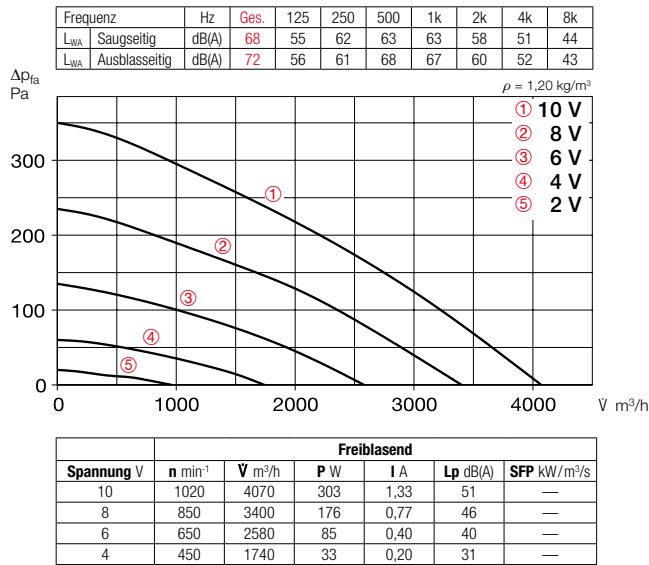 Frequenz Hz Ges. 125 250 500 1k 2k 4k 8k
LWA Saugseitig dB(A) 68 55 62 63 63 58 51 44
LWA Ausblasseitig dB(A) 72 56 61 68 67 60 52 43
Δpfa
Pa
ρ = 1,20 kg/m³
① 10 V
② 8 V
③ 6 V
④ 4 V
⑤ 2 V
300
200
100
0
①
②
③
④
⑤
0 1000 2000 3000 4000 V̇ m³/h
Freiblasend
Spannung V n min-1 V̇ m³/h P W I A Lp dB(A) SFP kW/m³/s
10 1020 4070 303 1,33 51 —
8 850 3400 176 0,77 46 —
6 650 2580 85 0,40 40 —
4 450 1740 33 0,20 31 —